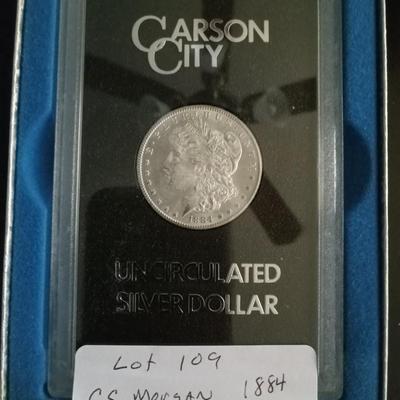 CARSON
CITY
1884
UNCIRCULATED
SILVER DOLLAR
Lot 109
CC MORGAN 1884